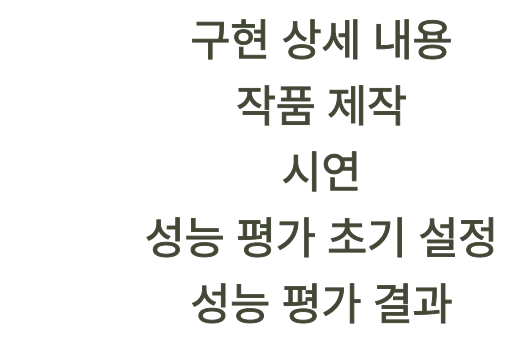 구현 상세 내용
작품 제작
시연
성능 평가 초기 설정
성능 평가 결과